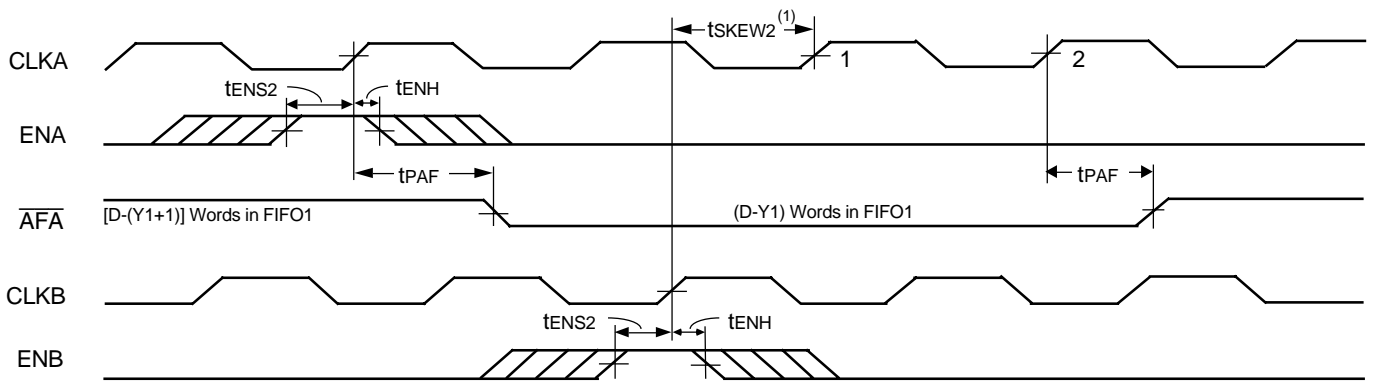 tSKEW2 (1)
CLKA 1 2
tENS2 tENH
ENA
tPAF tPAF
AFA [D-(Y1+1)] Words in FIFO1 (D-Y1) Words in FIFO1
CLKB
tENS2 tENH
ENB